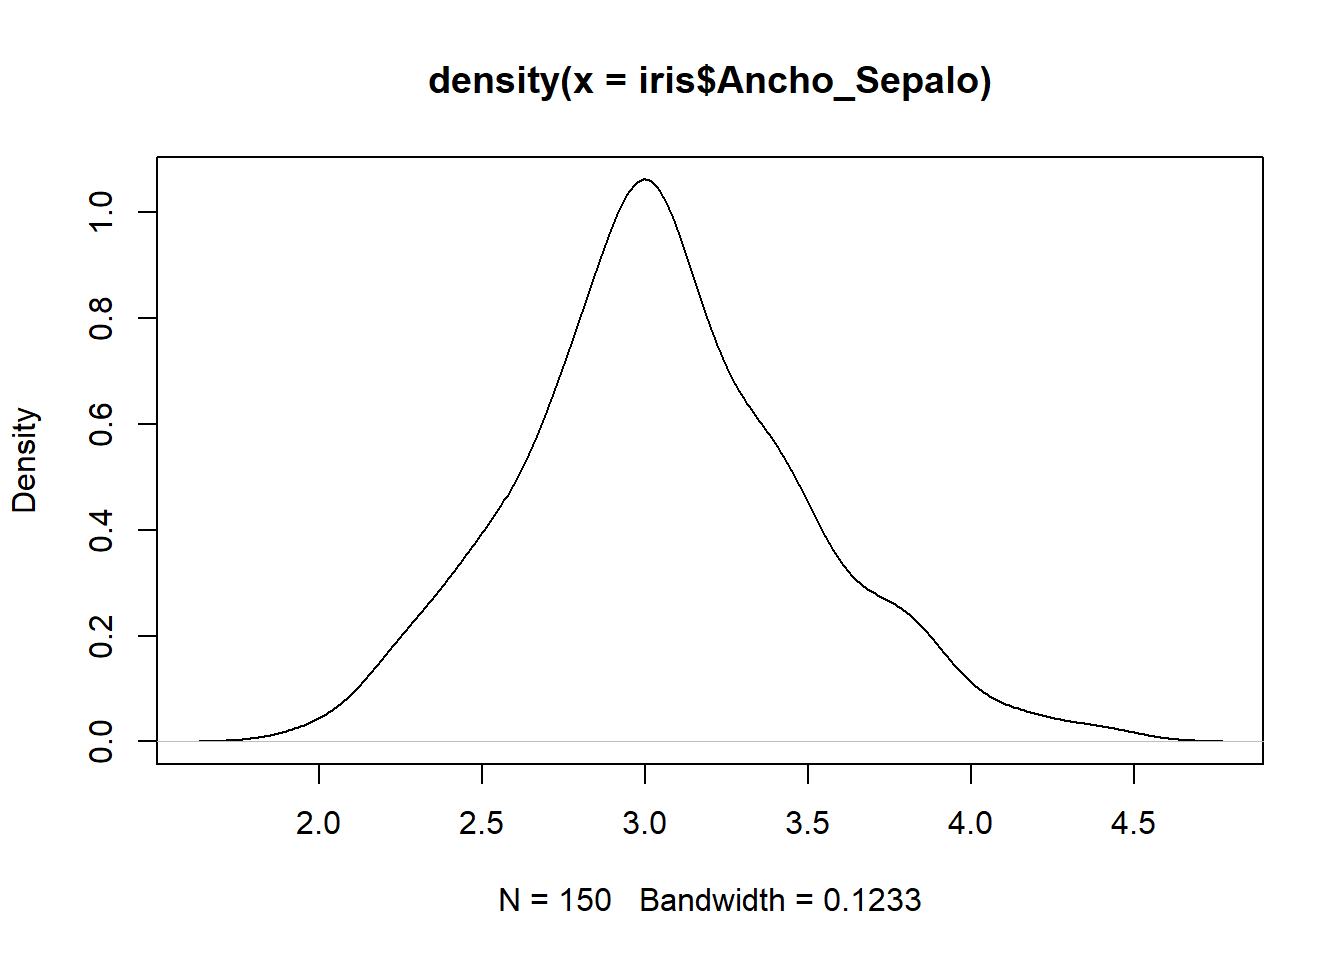 density(x = iris$Ancho_Sepalo)
Density
1.0
0.8
0.6
0.4
0.2
0.0
2.0 2.5 3.0 3.5 4.0 4.5
N = 150   Bandwidth = 0.1233